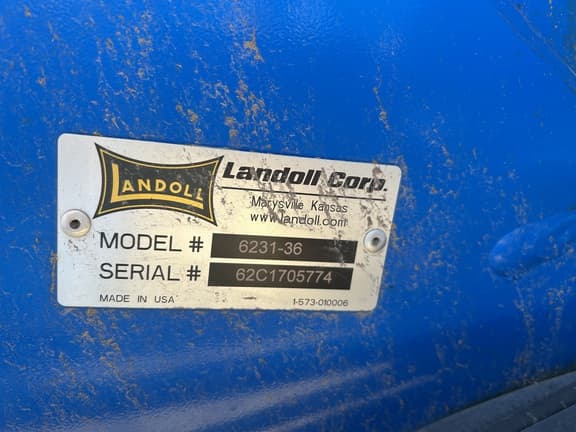 LANDOLL
Landoll Corp.
Marysville Kansas
www.landoll.com
MODEL # 6231-36
SERIAL # 62C1705774
MADE IN USA
1-573-010006